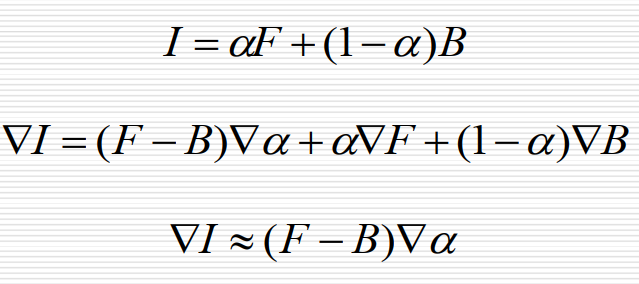 I = αF + (1 − α)B
∇I = (F − B)∇α + α∇F + (1 − α)∇B
∇I ≈ (F − B)∇α